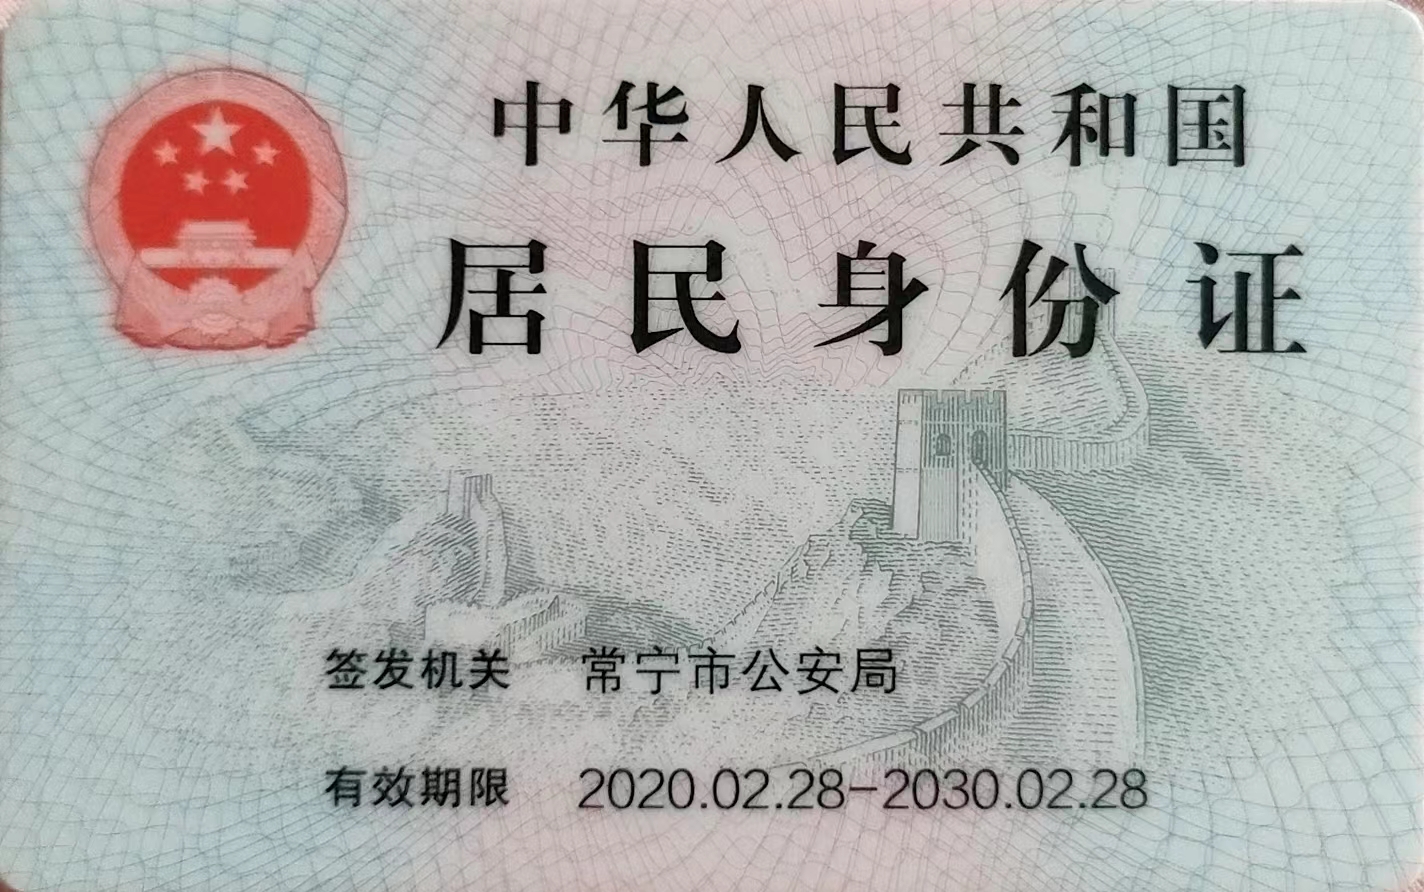 中华人民共和国
居民身份证
签发机关 常宁市公安局
有效期限 2020.02.28-2030.02.28